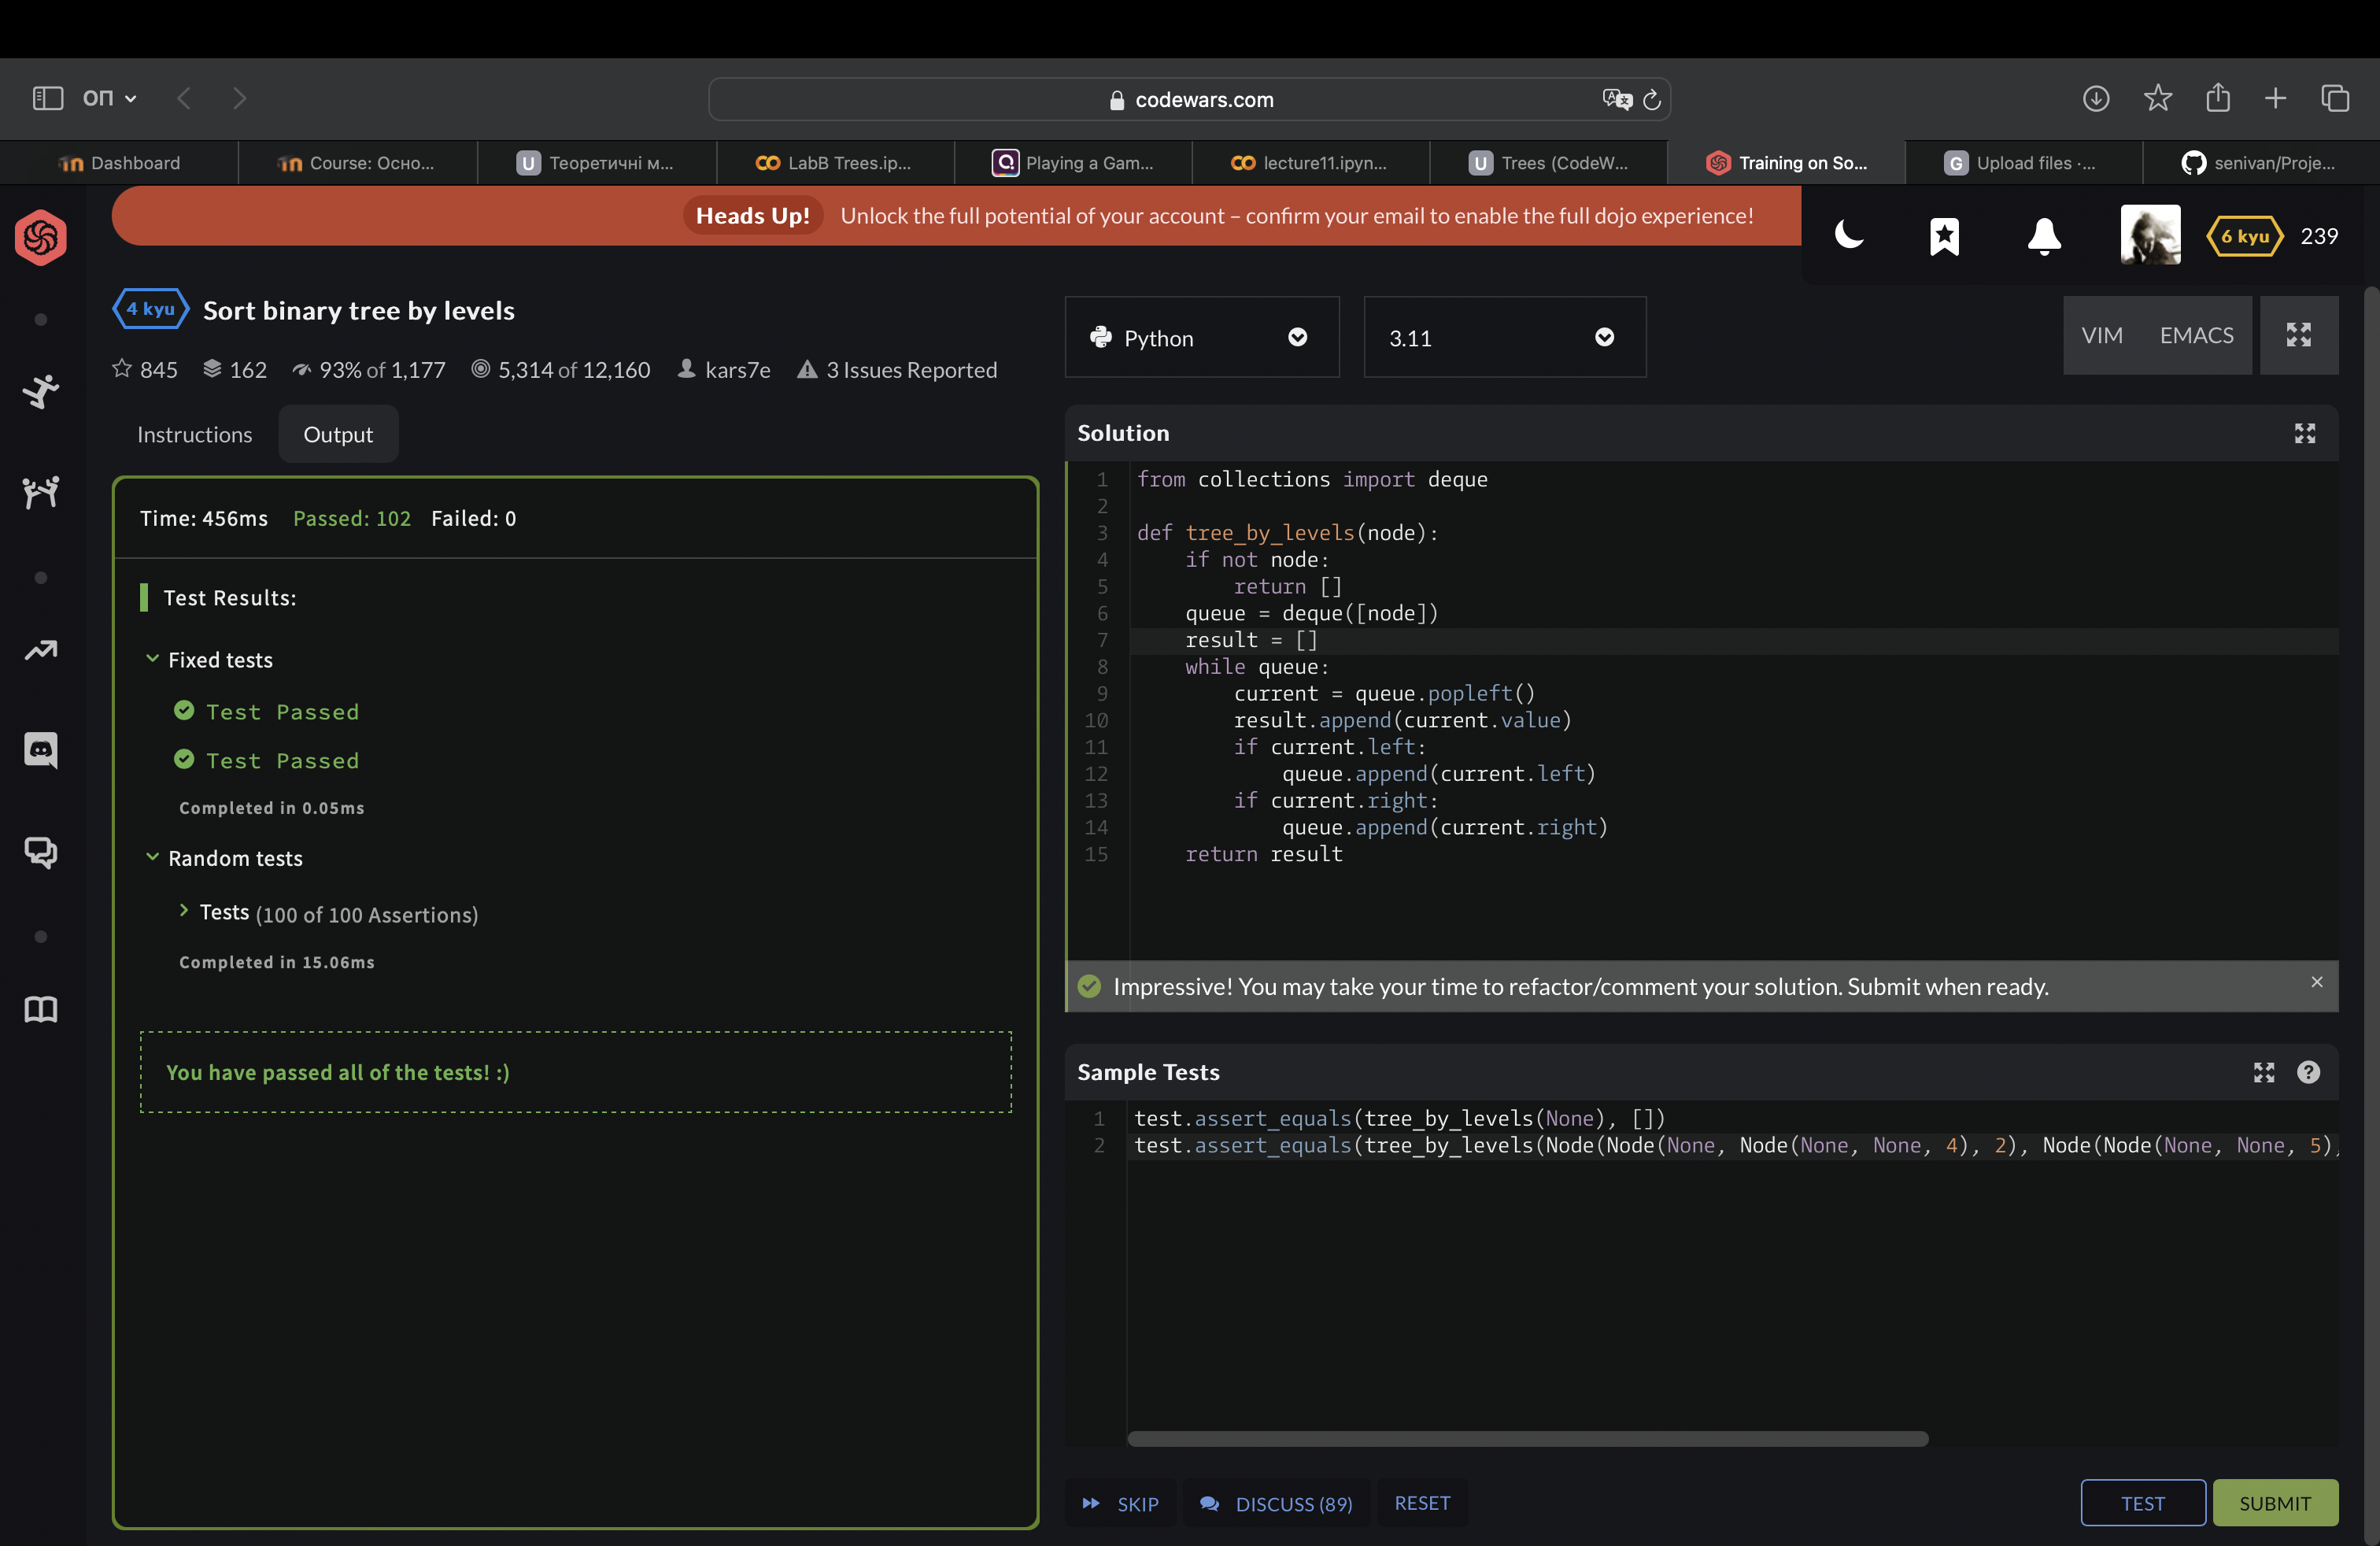 ОП
codewars.com
Dashboard
Course: Осно...
U Теоретичні м...
LabB Trees.ip...
Playing a Gam...
lecture11.ipyn...
U Trees (CodeW...
Training on So...
G Upload files ·...
senivan/Proje...
Heads Up! Unlock the full potential of your account – confirm your email to enable the full dojo experience!
6 kyu 239
4 kyu Sort binary tree by levels
845 162 93% of 1,177 5,314 of 12,160 kars7e 3 Issues Reported
Python
3.11
VIM EMACS
Instructions Output
Time: 456ms Passed: 102 Failed: 0
Test Results:
Fixed tests
Test Passed
Test Passed
Completed in 0.05ms
Random tests
Tests (100 of 100 Assertions)
Completed in 15.06ms
You have passed all of the tests! :)
Solution
1 from collections import deque
2
3 def tree_by_levels(node):
4     if not node:
5         return []
6     queue = deque([node])
7     result = []
8     while queue:
9         current = queue.popleft()
10         result.append(current.value)
11         if current.left:
12             queue.append(current.left)
13         if current.right:
14             queue.append(current.right)
15     return result
Impressive! You may take your time to refactor/comment your solution. Submit when ready.
Sample Tests
1 test.assert_equals(tree_by_levels(None), [])
2 test.assert_equals(tree_by_levels(Node(Node(None, Node(None, None, 4), 2), Node(Node(None, None, 5),
SKIP DISCUSS (89) RESET
TEST SUBMIT